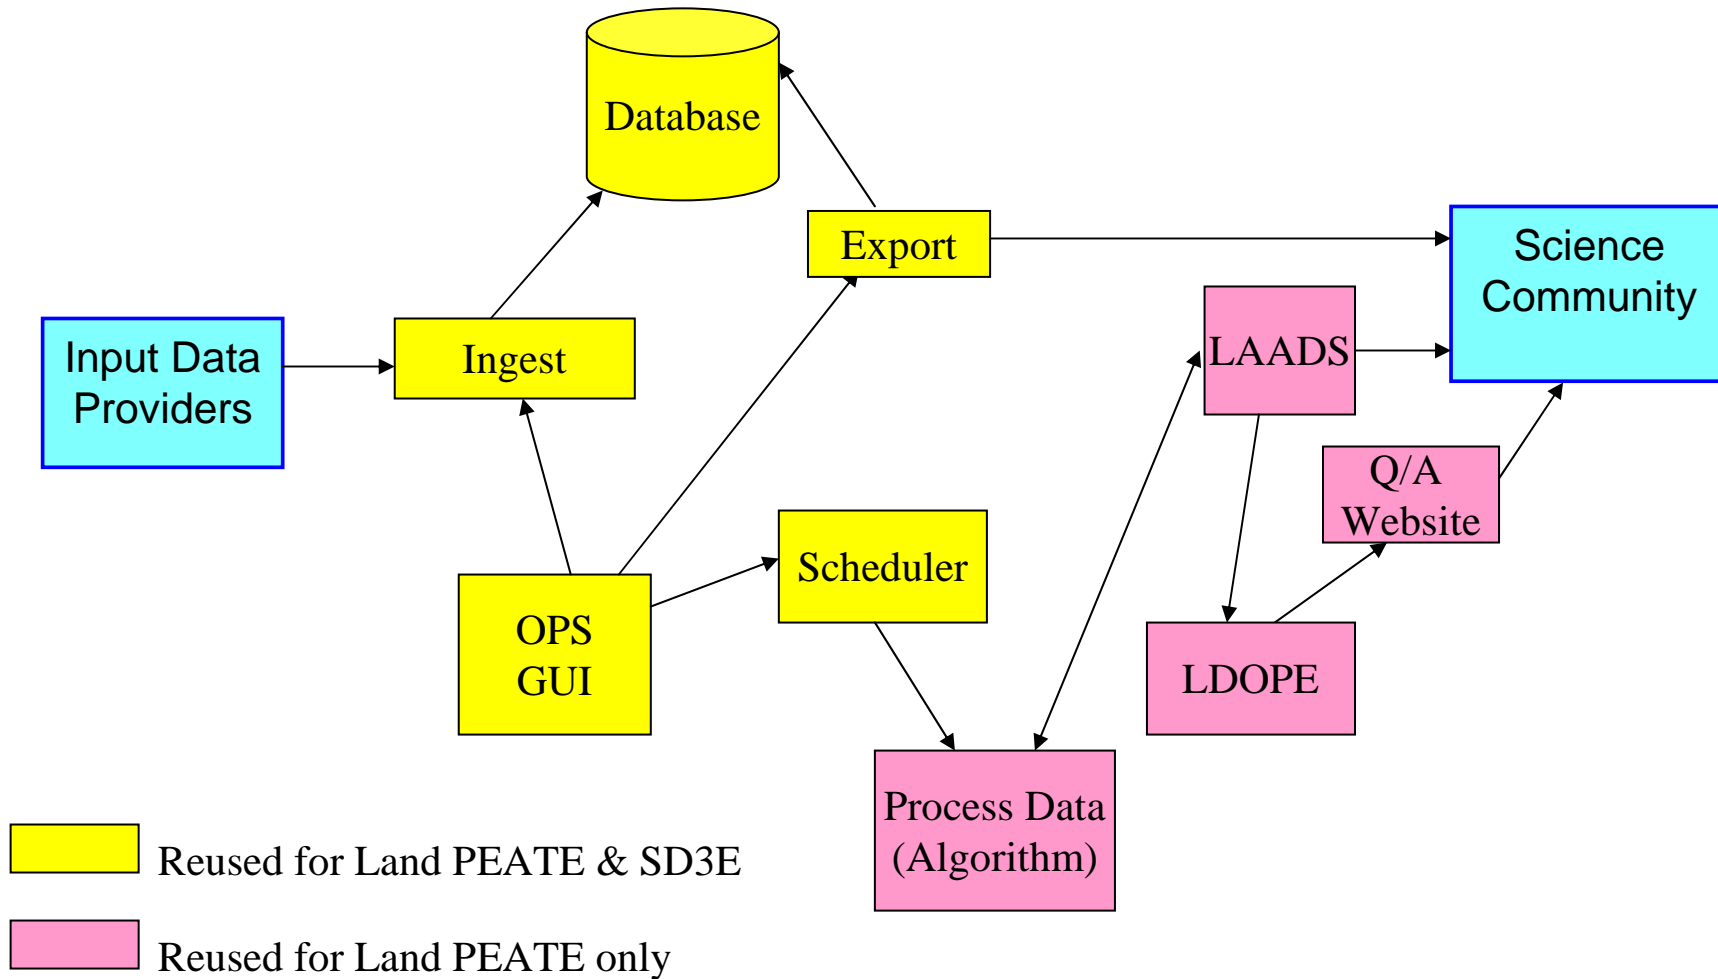 Database
Export
Science
Community
Input Data
Providers
Ingest
LAADS
Q/A
Website
Scheduler
OPS
GUI
LDOPE
Process Data
(Algorithm)
Reused for Land PEATE & SD3E
Reused for Land PEATE only